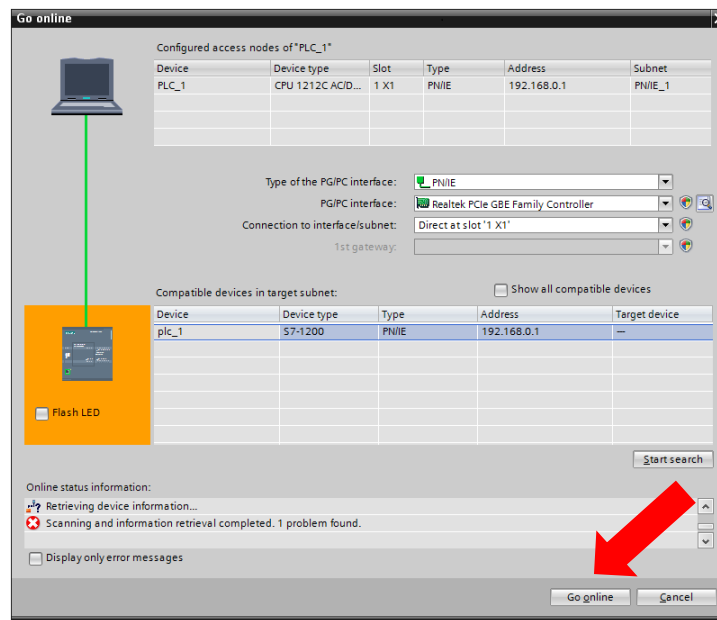 Go online
Configured access nodes of "PLC_1"
Device Device type Slot Type Address Subnet
PLC_1 CPU 1212C AC/D... 1 X1 PN/IE 192.168.0.1 PN/IE_1
Type of the PG/PC interface: PN/IE
PG/PC interface: Realtek PCIe GBE Family Controller
Connection to interface/subnet: Direct at slot '1 X1'
1st gateway:
Compatible devices in target subnet: Show all compatible devices
Device Device type Type Address Target device
plc_1 S7-1200 PN/IE 192.168.0.1 —
Flash LED
Start search
Online status information:
Retrieving device information...
Scanning and information retrieval completed. 1 problem found.
Display only error messages
Go online Cancel